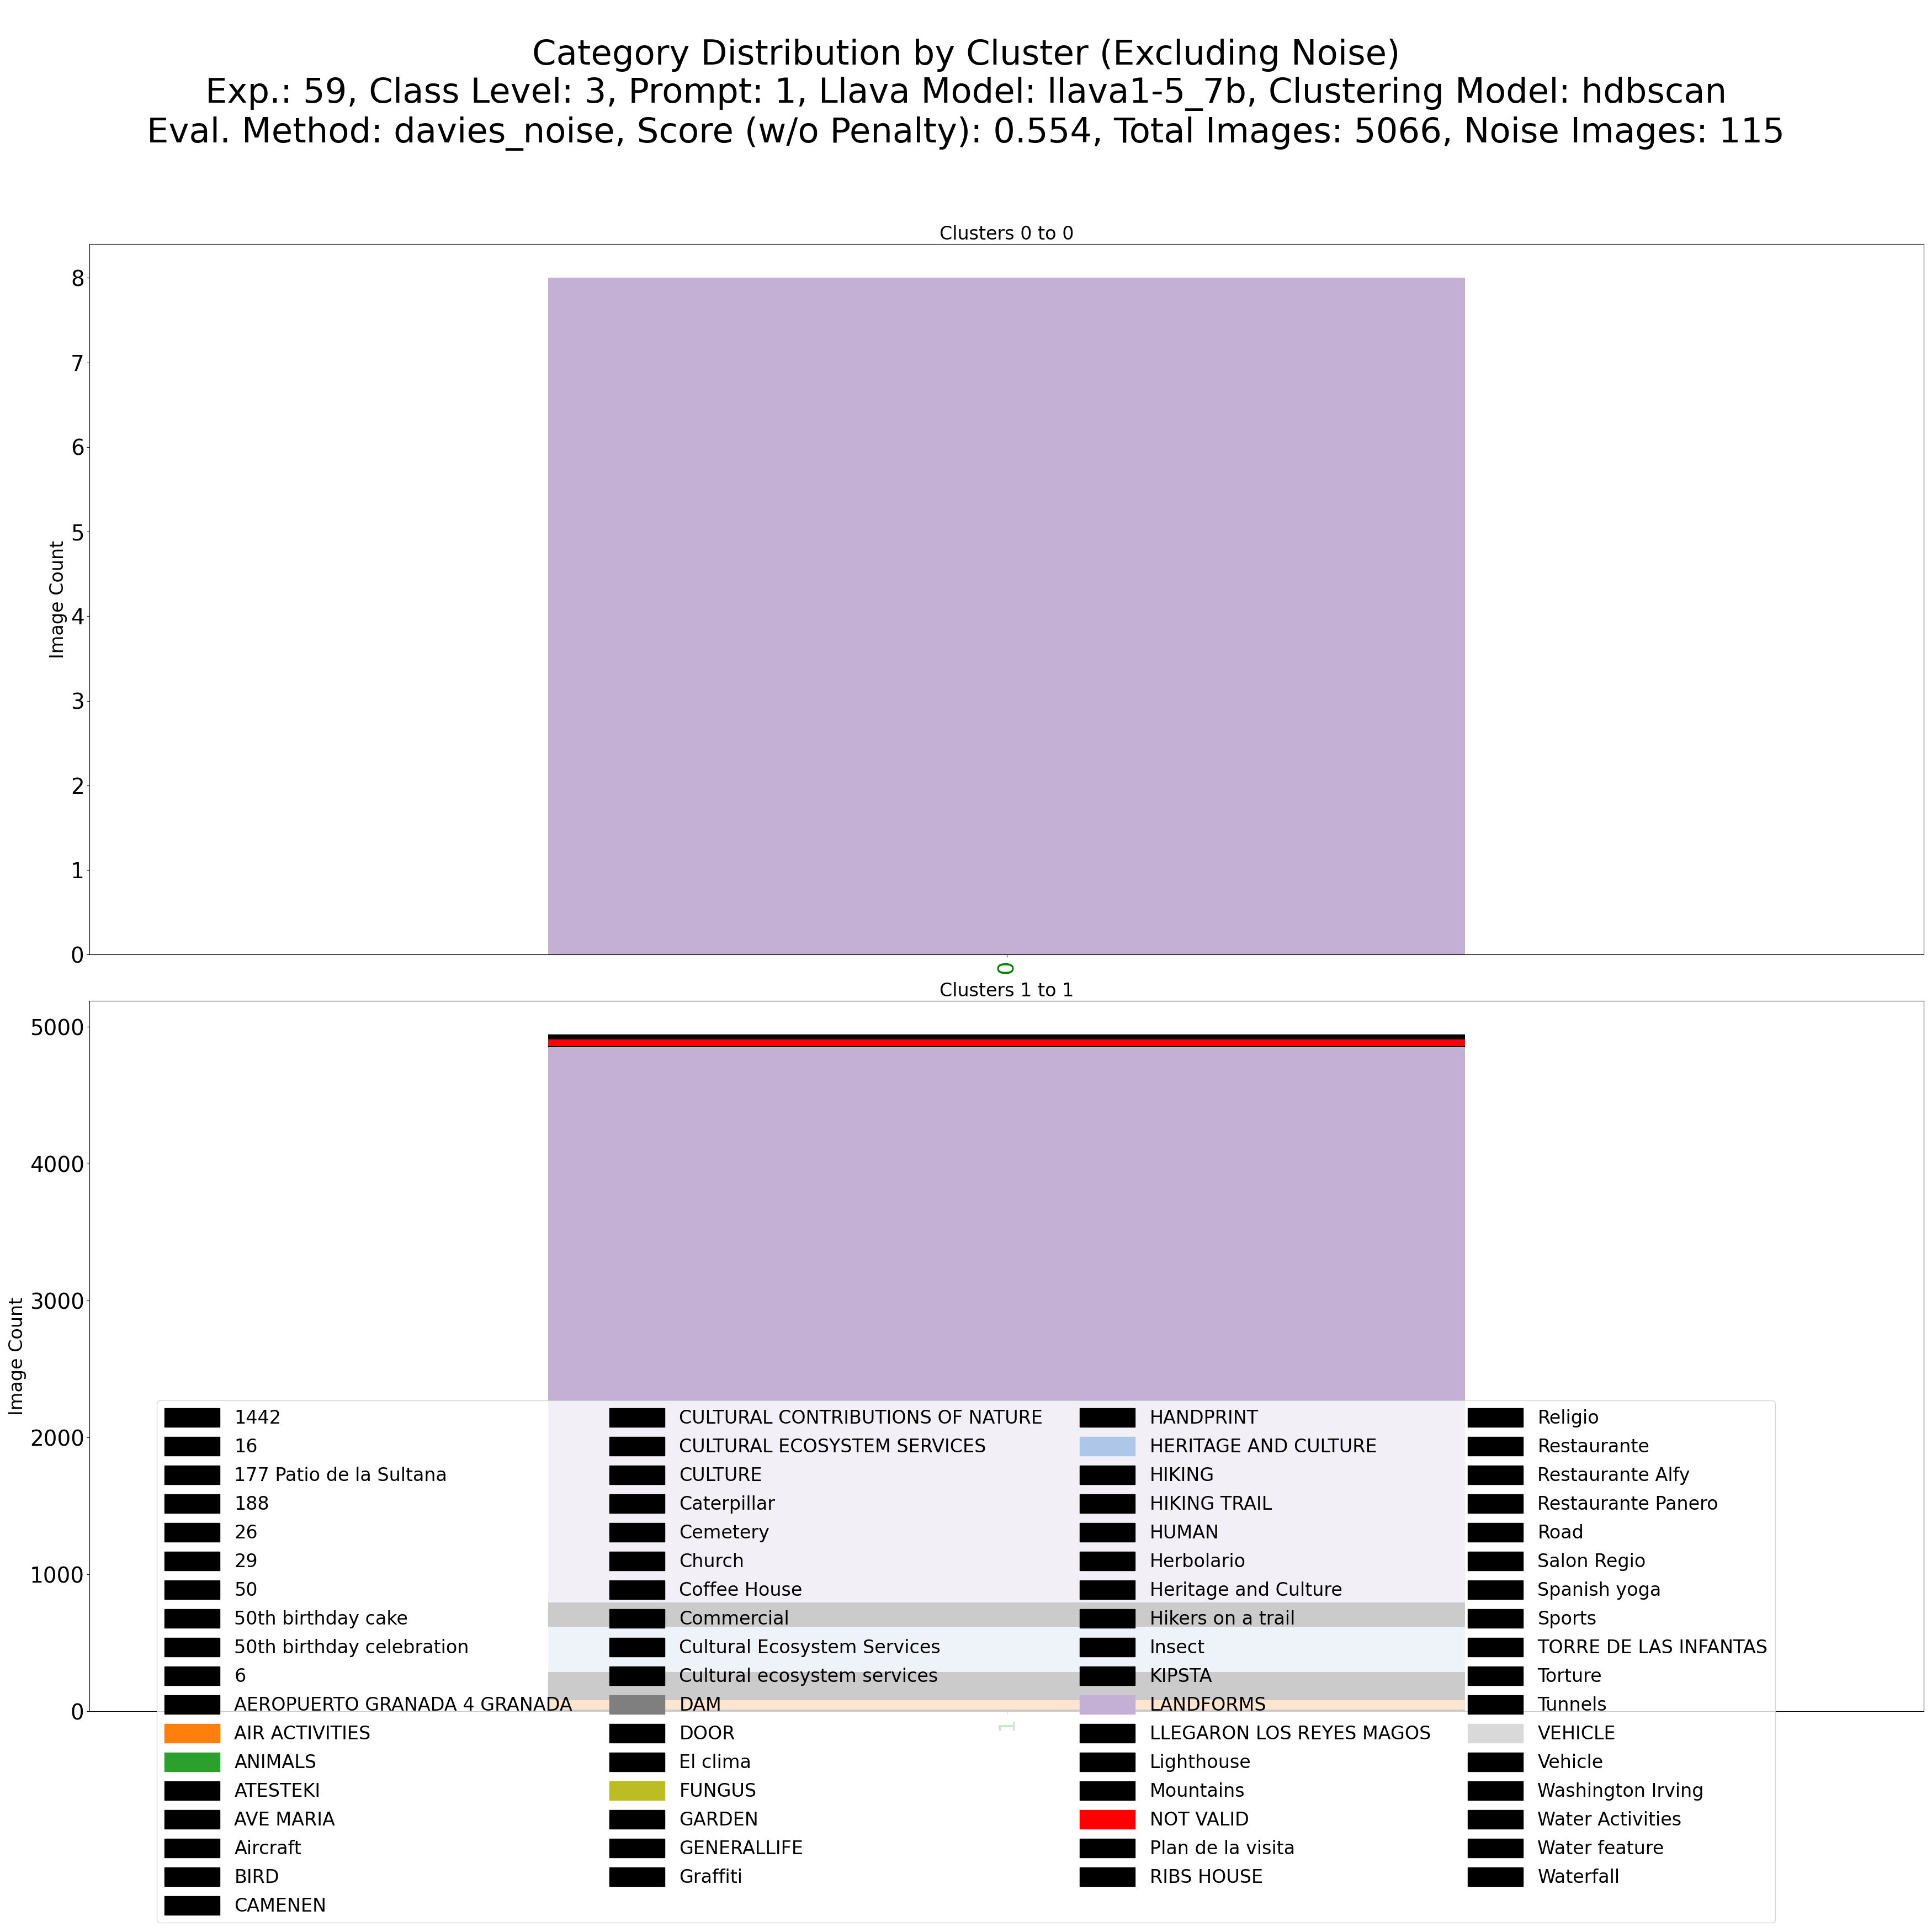 Category Distribution by Cluster (Excluding Noise)
Exp.: 59, Class Level: 3, Prompt: 1, Llava Model: llava1-5_7b, Clustering Model: hdbscan
Eval. Method: davies_noise, Score (w/o Penalty): 0.554, Total Images: 5066, Noise Images: 115
Clusters 0 to 0
8
7
6
5
4
3
2
1
0
Image Count
0
Clusters 1 to 1
5000
4000
3000
2000
1000
0
Image Count
1
1442
16
177 Patio de la Sultana
188
26
29
50
50th birthday cake
50th birthday celebration
6
AEROPUERTO GRANADA 4 GRANADA
AIR ACTIVITIES
ANIMALS
ATESTEKI
AVE MARIA
Aircraft
BIRD
CAMENEN
CULTURAL CONTRIBUTIONS OF NATURE
CULTURAL ECOSYSTEM SERVICES
CULTURE
Caterpillar
Cemetery
Church
Coffee House
Commercial
Cultural Ecosystem Services
Cultural ecosystem services
DAM
DOOR
El clima
FUNGUS
GARDEN
GENERALLIFE
Graffiti
HANDPRINT
HERITAGE AND CULTURE
HIKING
HIKING TRAIL
HUMAN
Herbolario
Heritage and Culture
Hikers on a trail
Insect
KIPSTA
LANDFORMS
LLEGARON LOS REYES MAGOS
Lighthouse
Mountains
NOT VALID
Plan de la visita
RIBS HOUSE
Religio
Restaurante
Restaurante Alfy
Restaurante Panero
Road
Salon Regio
Spanish yoga
Sports
TORRE DE LAS INFANTAS
Torture
Tunnels
VEHICLE
Vehicle
Washington Irving
Water Activities
Water feature
Waterfall